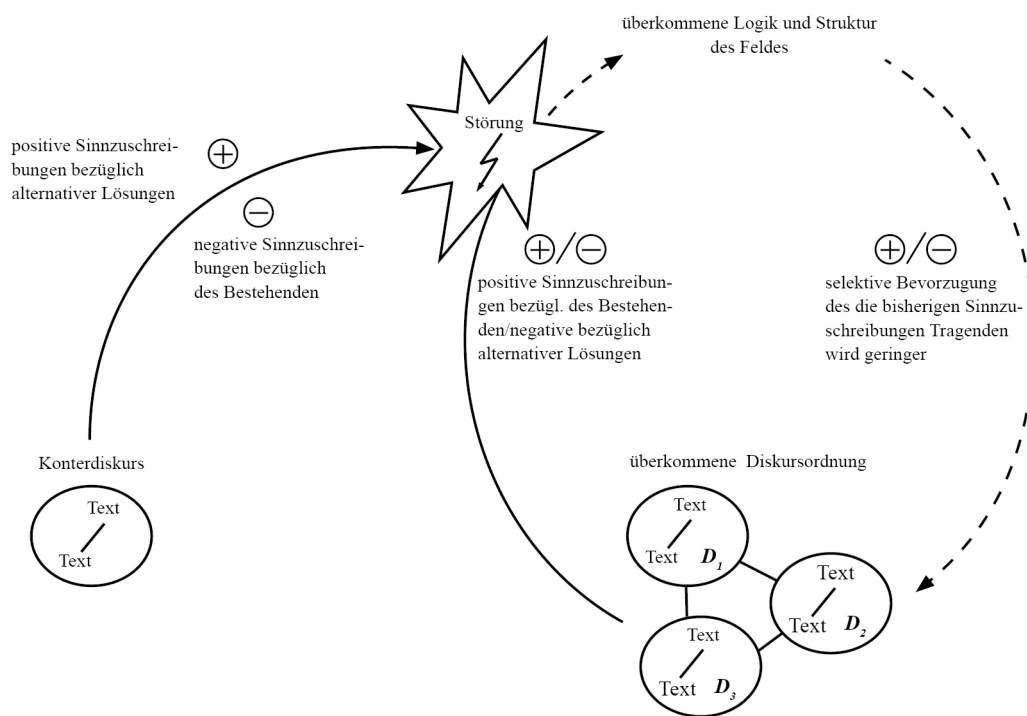 überkommene Logik und Struktur
des Feldes
Störung
positive Sinnzuschrei-
bungen bezüglich
alternativer Lösungen
+
−
negative Sinnzuschrei-
bungen bezüglich
des Bestehenden
+/−
positive Sinnzuschreibun-
gen bezügl. des Bestehen-
den/negative bezüglich
alternativer Lösungen
+/−
selektive Bevorzugung
des die bisherigen Sinnzu-
schreibungen Tragenden
wird geringer
Konterdiskurs
Text
Text
überkommene Diskursordnung
Text
Text D1
Text
Text D2
Text
Text D3